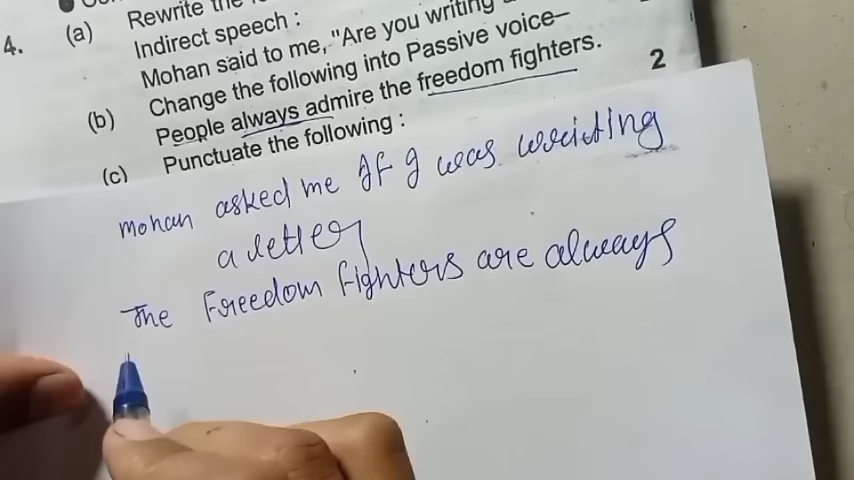 4. (a) Rewrite the
Indirect speech :
Mohan said to me, "Are you writing
(b) Change the following into Passive voice–
People always admire the freedom fighters.
2
(c) Punctuate the following :
Mohan asked me If I was writing
a letter
The Freedom fighters are always